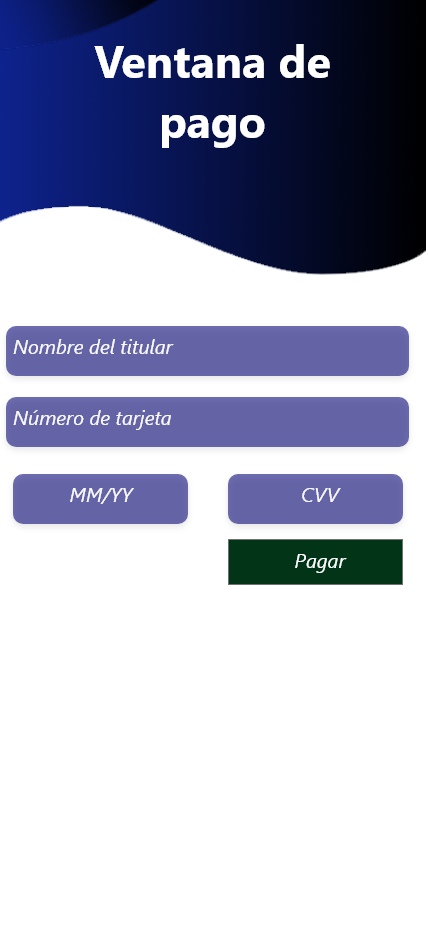 Ventana de
pago
Nombre del titular
Número de tarjeta
MM/YY
CVV
Pagar